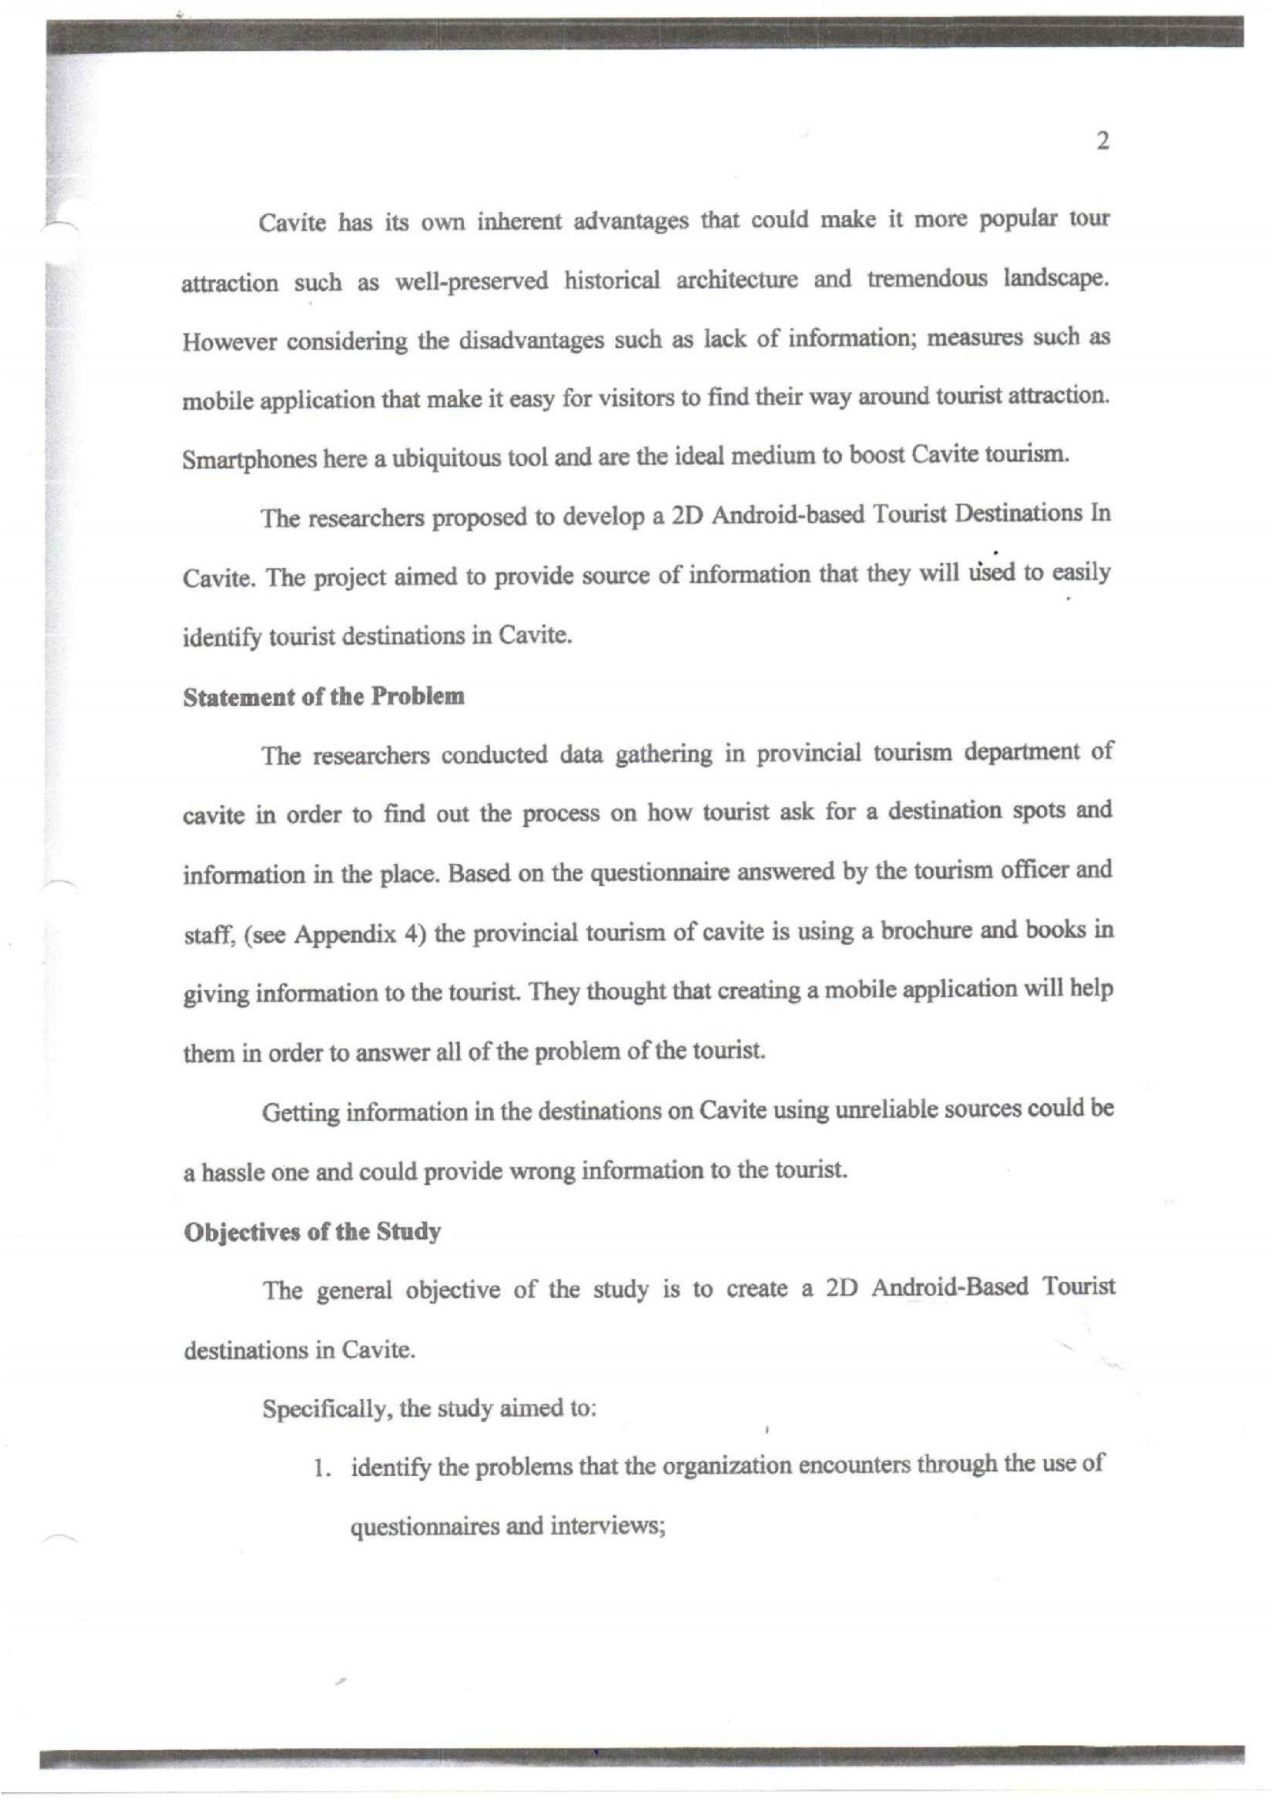 2
Cavite has its own inherent advantages that could make it more popular tour
attraction such as well-preserved historical architecture and tremendous landscape.
However considering the disadvantages such as lack of information; measures such as
mobile application that make it easy for visitors to find their way around tourist attraction.
Smartphones here a ubiquitous tool and are the ideal medium to boost Cavite tourism.
The researchers proposed to develop a 2D Android-based Tourist Destinations In
Cavite. The project aimed to provide source of information that they will used to easily
identify tourist destinations in Cavite.
Statement of the Problem
The researchers conducted data gathering in provincial tourism department of
cavite in order to find out the process on how tourist ask for a destination spots and
information in the place. Based on the questionnaire answered by the tourism officer and
staff, (see Appendix 4) the provincial tourism of cavite is using a brochure and books in
giving information to the tourist. They thought that creating a mobile application will help
them in order to answer all of the problem of the tourist.
Getting information in the destinations on Cavite using unreliable sources could be
a hassle one and could provide wrong information to the tourist.
Objectives of the Study
The general objective of the study is to create a 2D Android-Based Tourist
destinations in Cavite.
Specifically, the study aimed to:
1. identify the problems that the organization encounters through the use of
questionnaires and interviews;